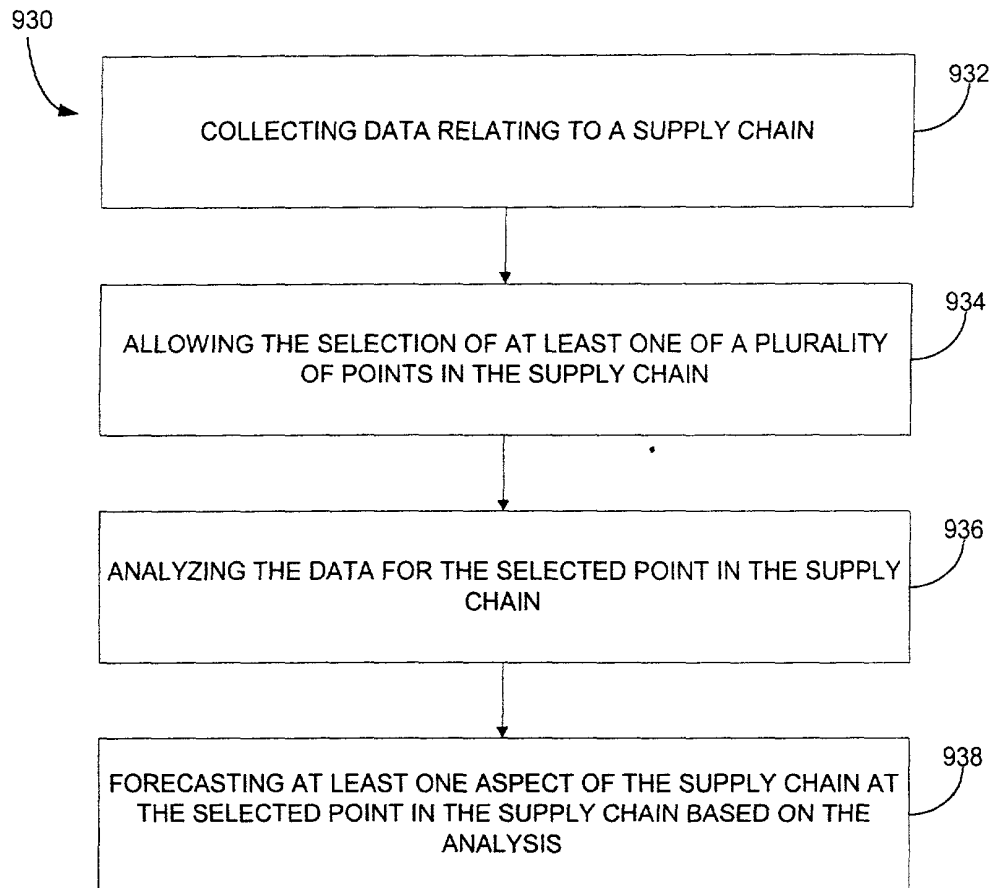 930
932
COLLECTING DATA RELATING TO A SUPPLY CHAIN
934
ALLOWING THE SELECTION OF AT LEAST ONE OF A PLURALITY
OF POINTS IN THE SUPPLY CHAIN
936
ANALYZING THE DATA FOR THE SELECTED POINT IN THE SUPPLY
CHAIN
938
FORECASTING AT LEAST ONE ASPECT OF THE SUPPLY CHAIN AT
THE SELECTED POINT IN THE SUPPLY CHAIN BASED ON THE
ANALYSIS